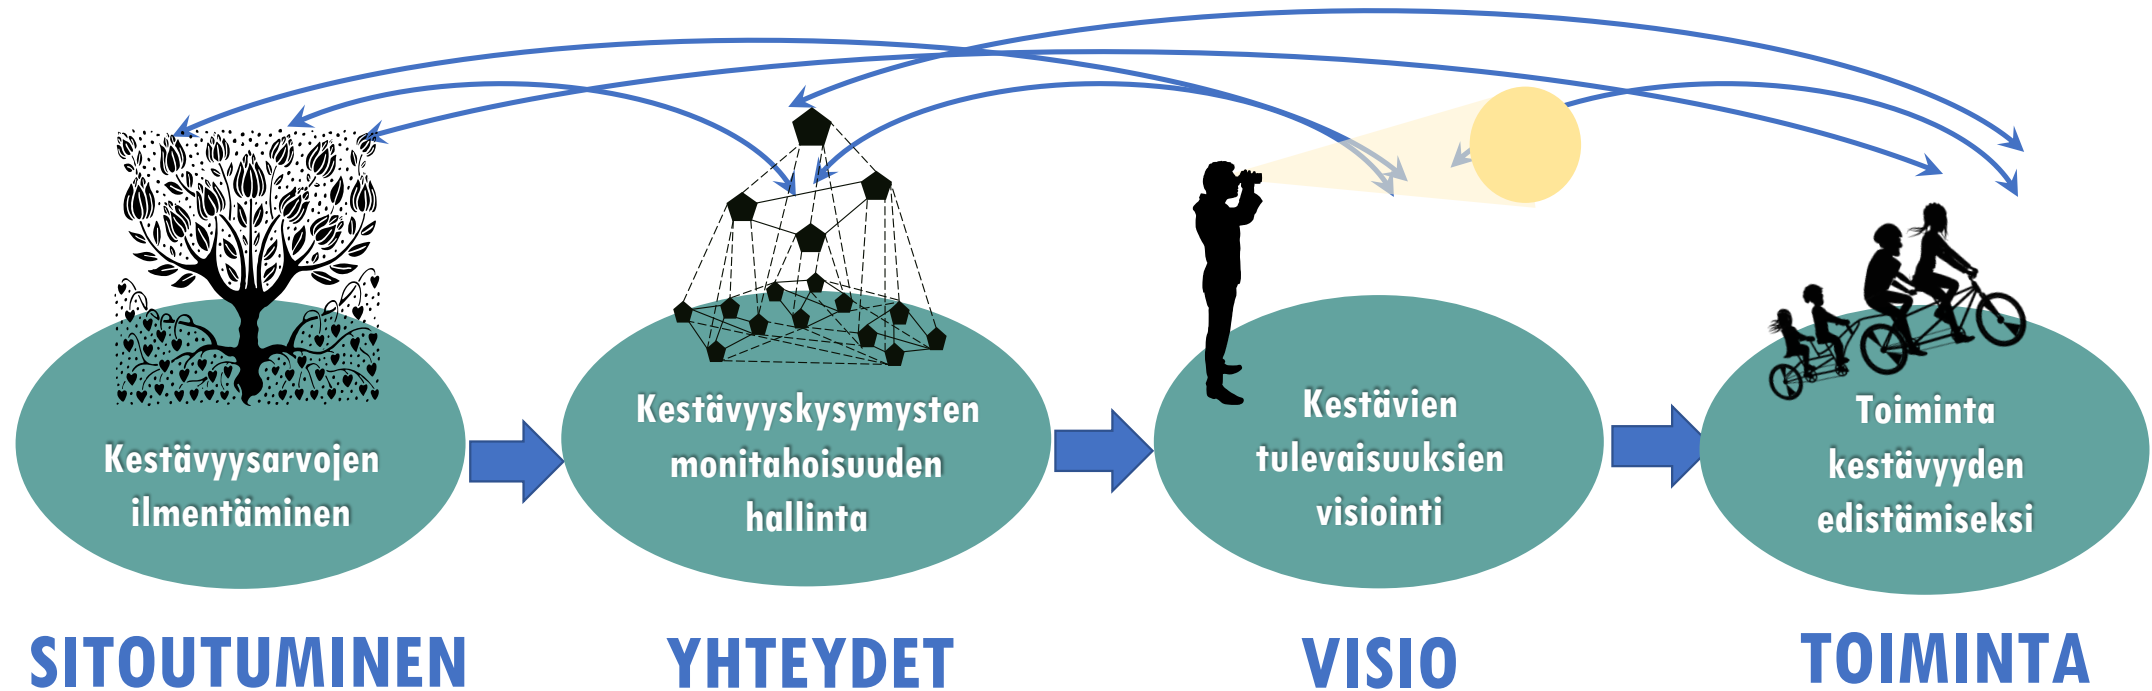 Kestävyysarvojen
ilmentäminen
Kestävyyskysymysten
monitahoisuuden
hallinta
Kestävien
tulevaisuuksien
visiointi
Toiminta
kestävyyden
edistämiseksi
SITOUTUMINEN
YHTEYDET
VISIO
TOIMINTA